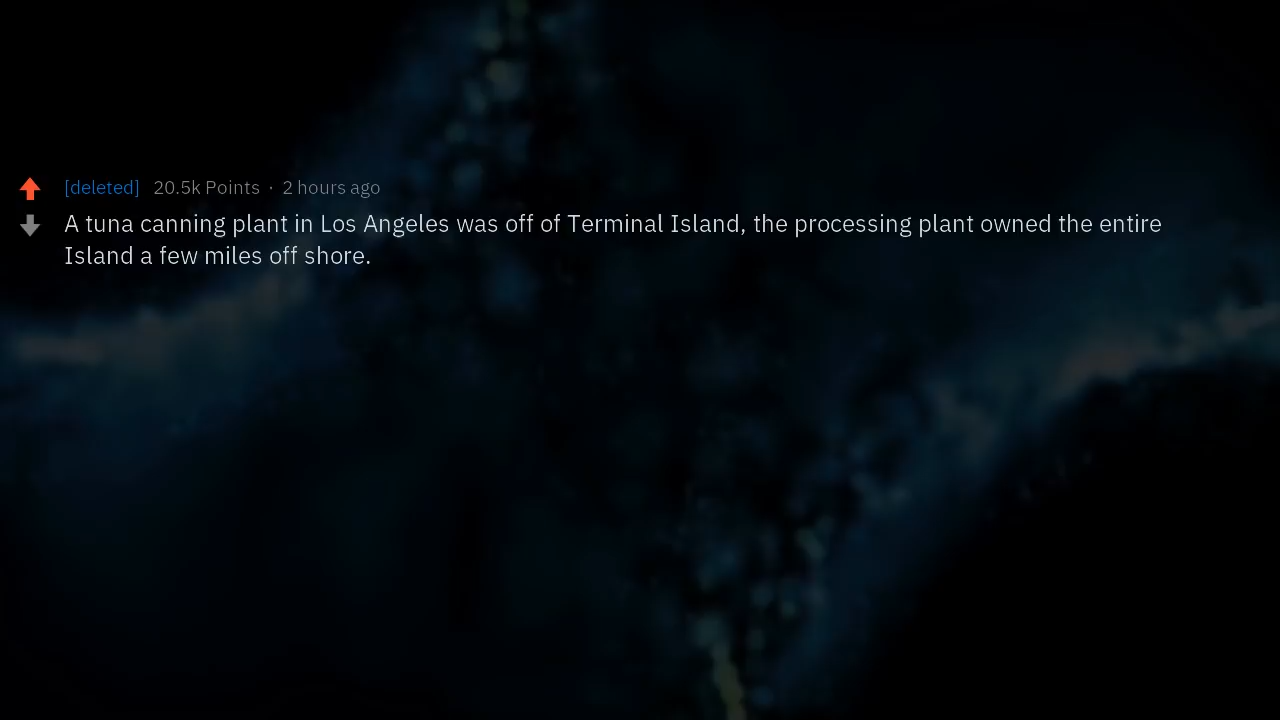 [deleted] 20.5k Points · 2 hours ago
A tuna canning plant in Los Angeles was off of Terminal Island, the processing plant owned the entire
Island a few miles off shore.